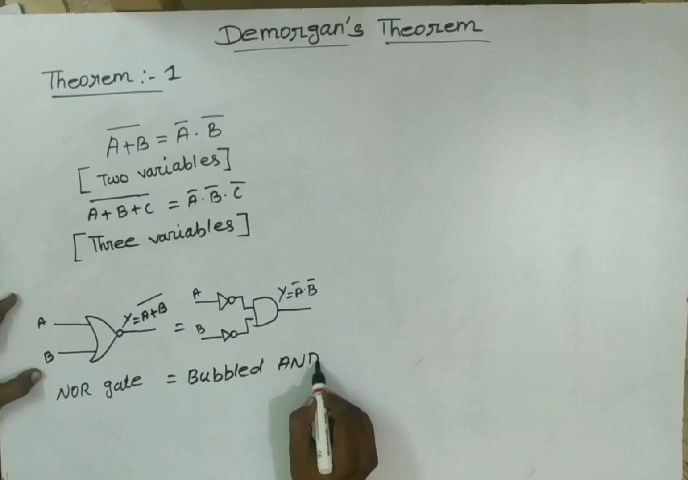 Demorgan's Theorem
Theorem :- 1
A̅+̅B̅ = A̅ . B̅
[Two variables]
A̅+̅B̅+̅C̅ = A̅ . B̅ . C̅
[Three variables]
A
B
Y = A̅+̅B̅
=
A
B
Y = A̅ . B̅
NOR gate = Bubbled AND